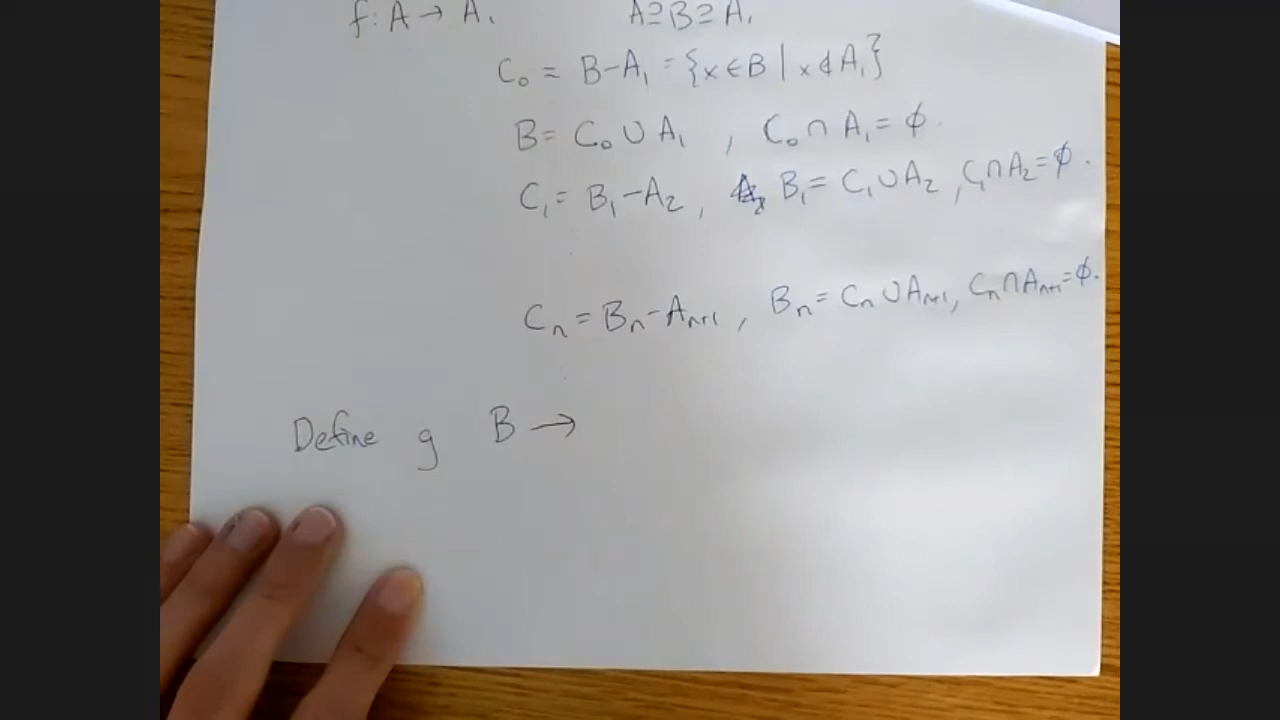 f: A → A₁ A ⊇ B ⊇ A₁
C₀ = B − A₁ = {x ∈ B | x ∉ A₁}
B = C₀ ∪ A₁ , C₀ ∩ A₁ = ∅.
C₁ = B₁ − A₂ , B₁ = C₁ ∪ A₂ , C₁ ∩ A₂ = ∅.
Cₙ = Bₙ − Aₙ₊₁ , Bₙ = Cₙ ∪ Aₙ₊₁ , Cₙ ∩ Aₙ₊₁ = ∅.
Define g B →